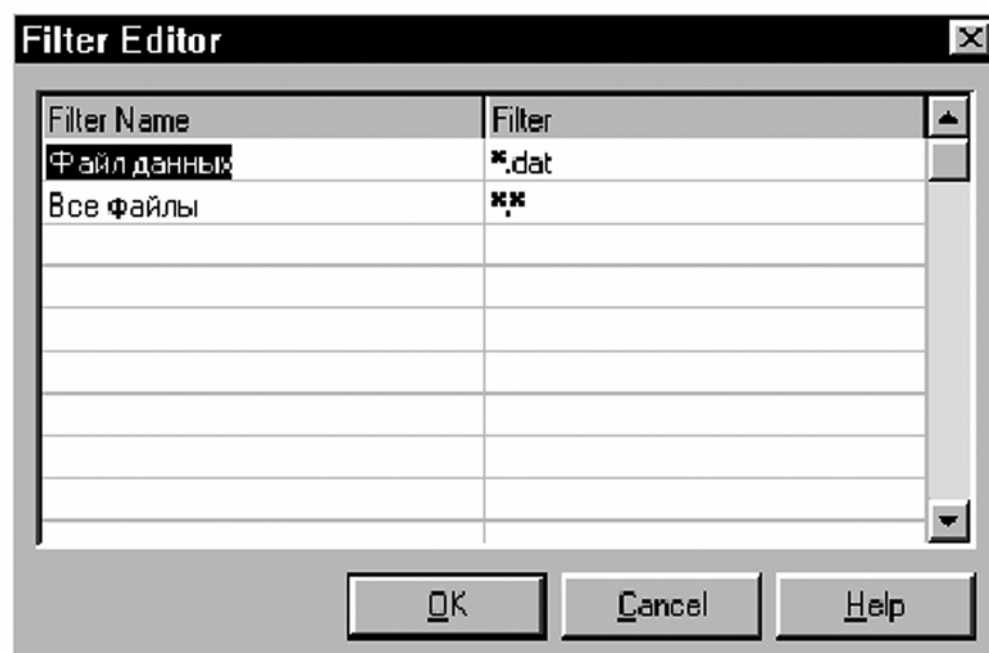 Filter Editor
Filter Name Filter
Файл данных *.dat
Все файлы *.*
OK Cancel Help